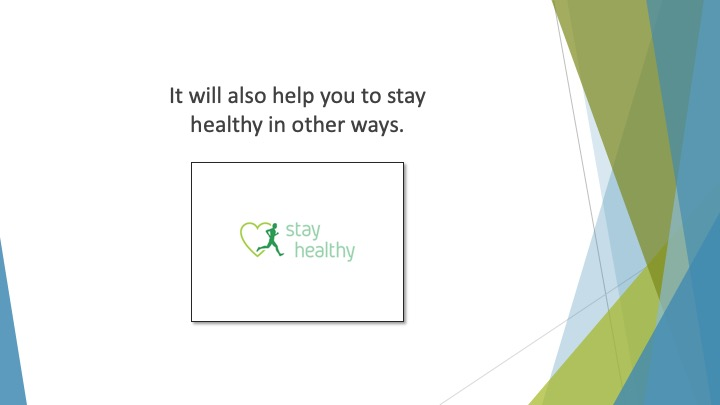 It will also help you to stay
healthy in other ways.
stay
healthy